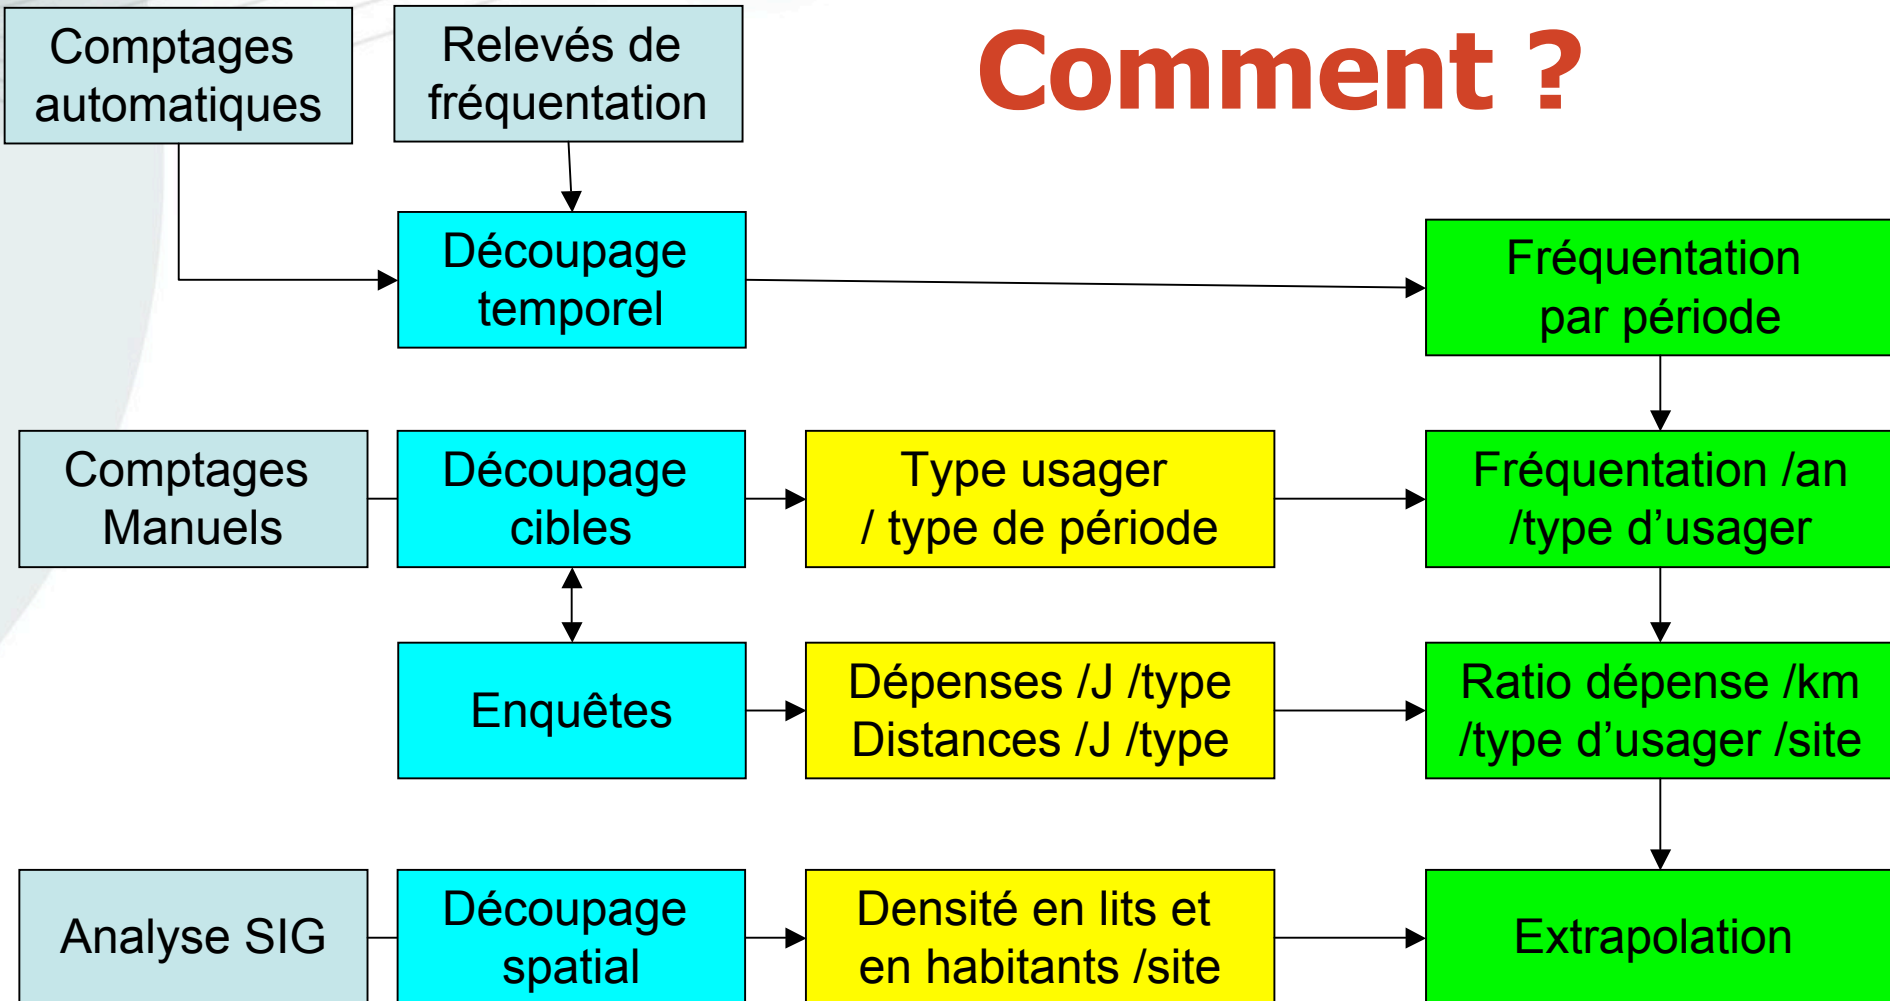 Comment ?
Comptages
automatiques
Relevés de
fréquentation
Découpage
temporel
Fréquentation
par période
Comptages
Manuels
Découpage
cibles
Type usager
/ type de période
Fréquentation /an
/type d’usager
Enquêtes
Dépenses /J /type
Distances /J /type
Ratio dépense /km
/type d’usager /site
Analyse SIG
Découpage
spatial
Densité en lits et
en habitants /site
Extrapolation